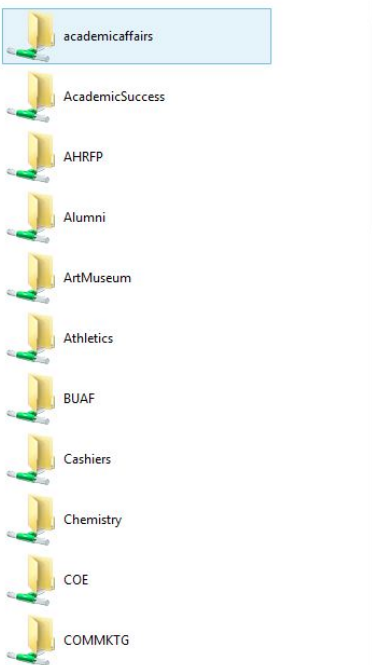 academicaffairs
AcademicSuccess
AHRFP
Alumni
ArtMuseum
Athletics
BUAF
Cashiers
Chemistry
COE
COMMKTG